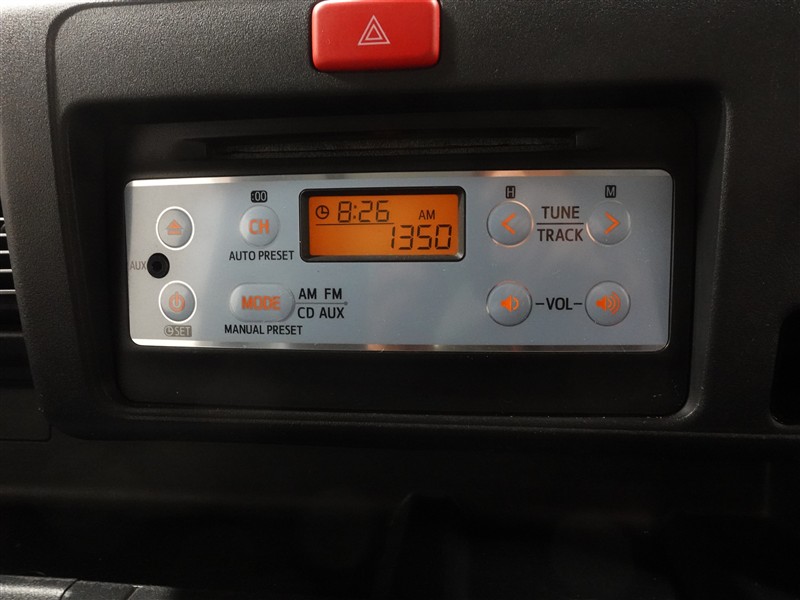 :00
H
M
8:26
AM
1350
CH
AUTO PRESET
TUNE
TRACK
AUX
MODE
AM FM
CD AUX
MANUAL PRESET
-VOL-
SET